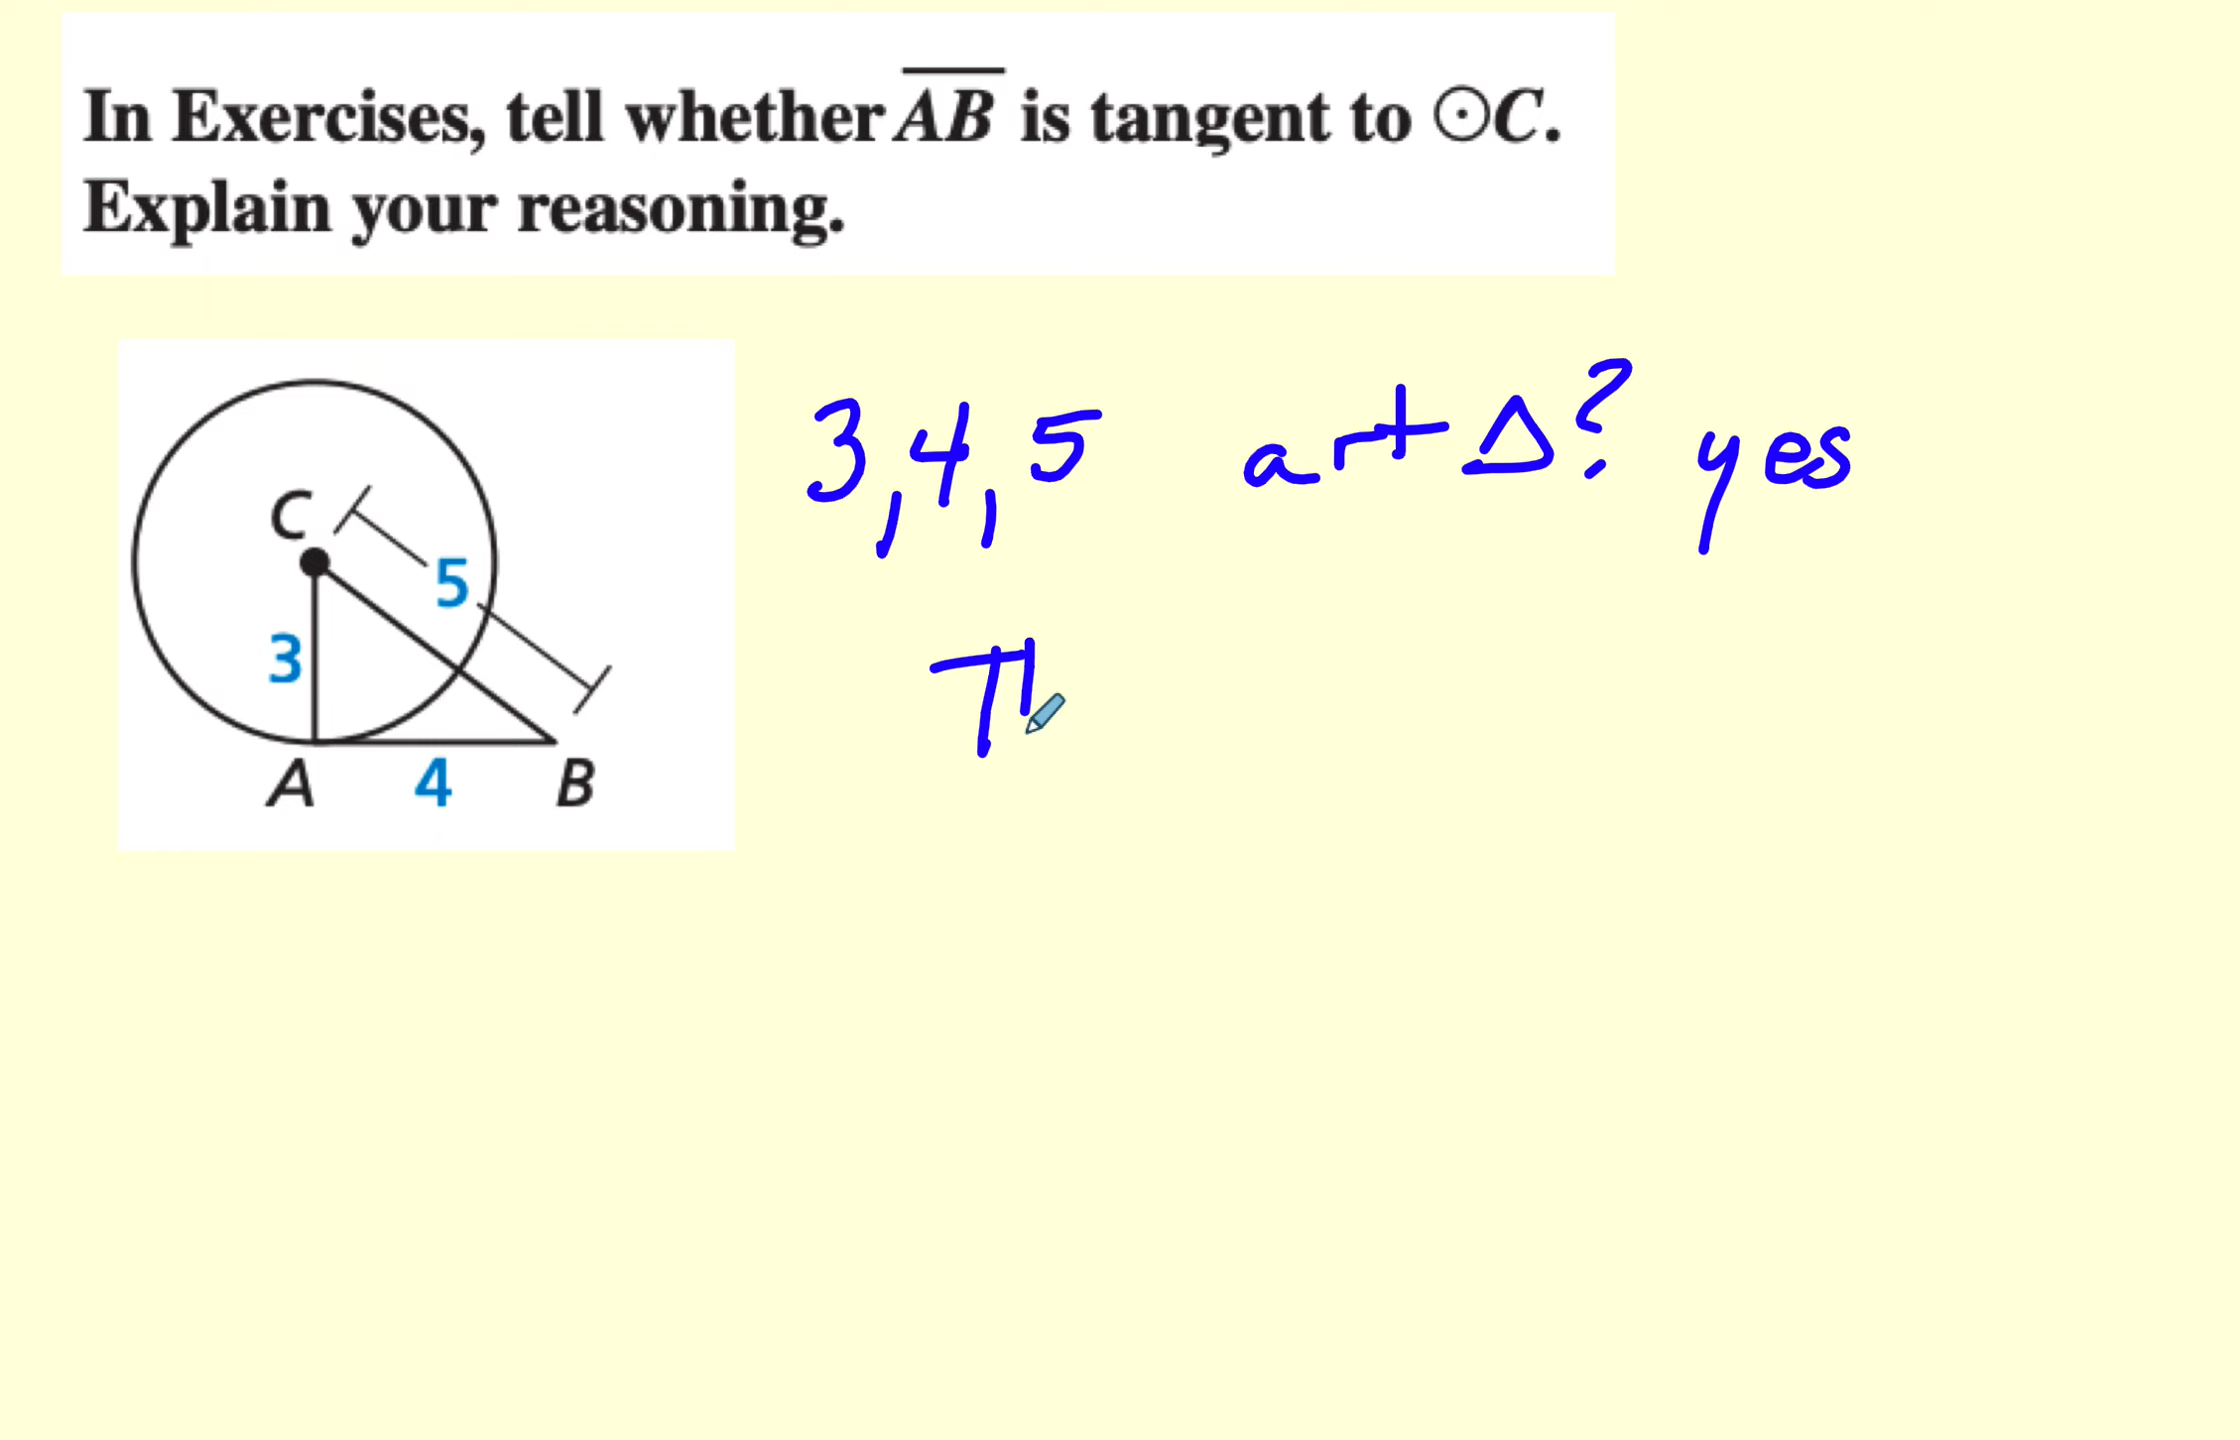 In Exercises, tell whether AB is tangent to ⊙C.
Explain your reasoning.
3, 4, 5 a rt Δ? yes
C
5
3
A 4 B